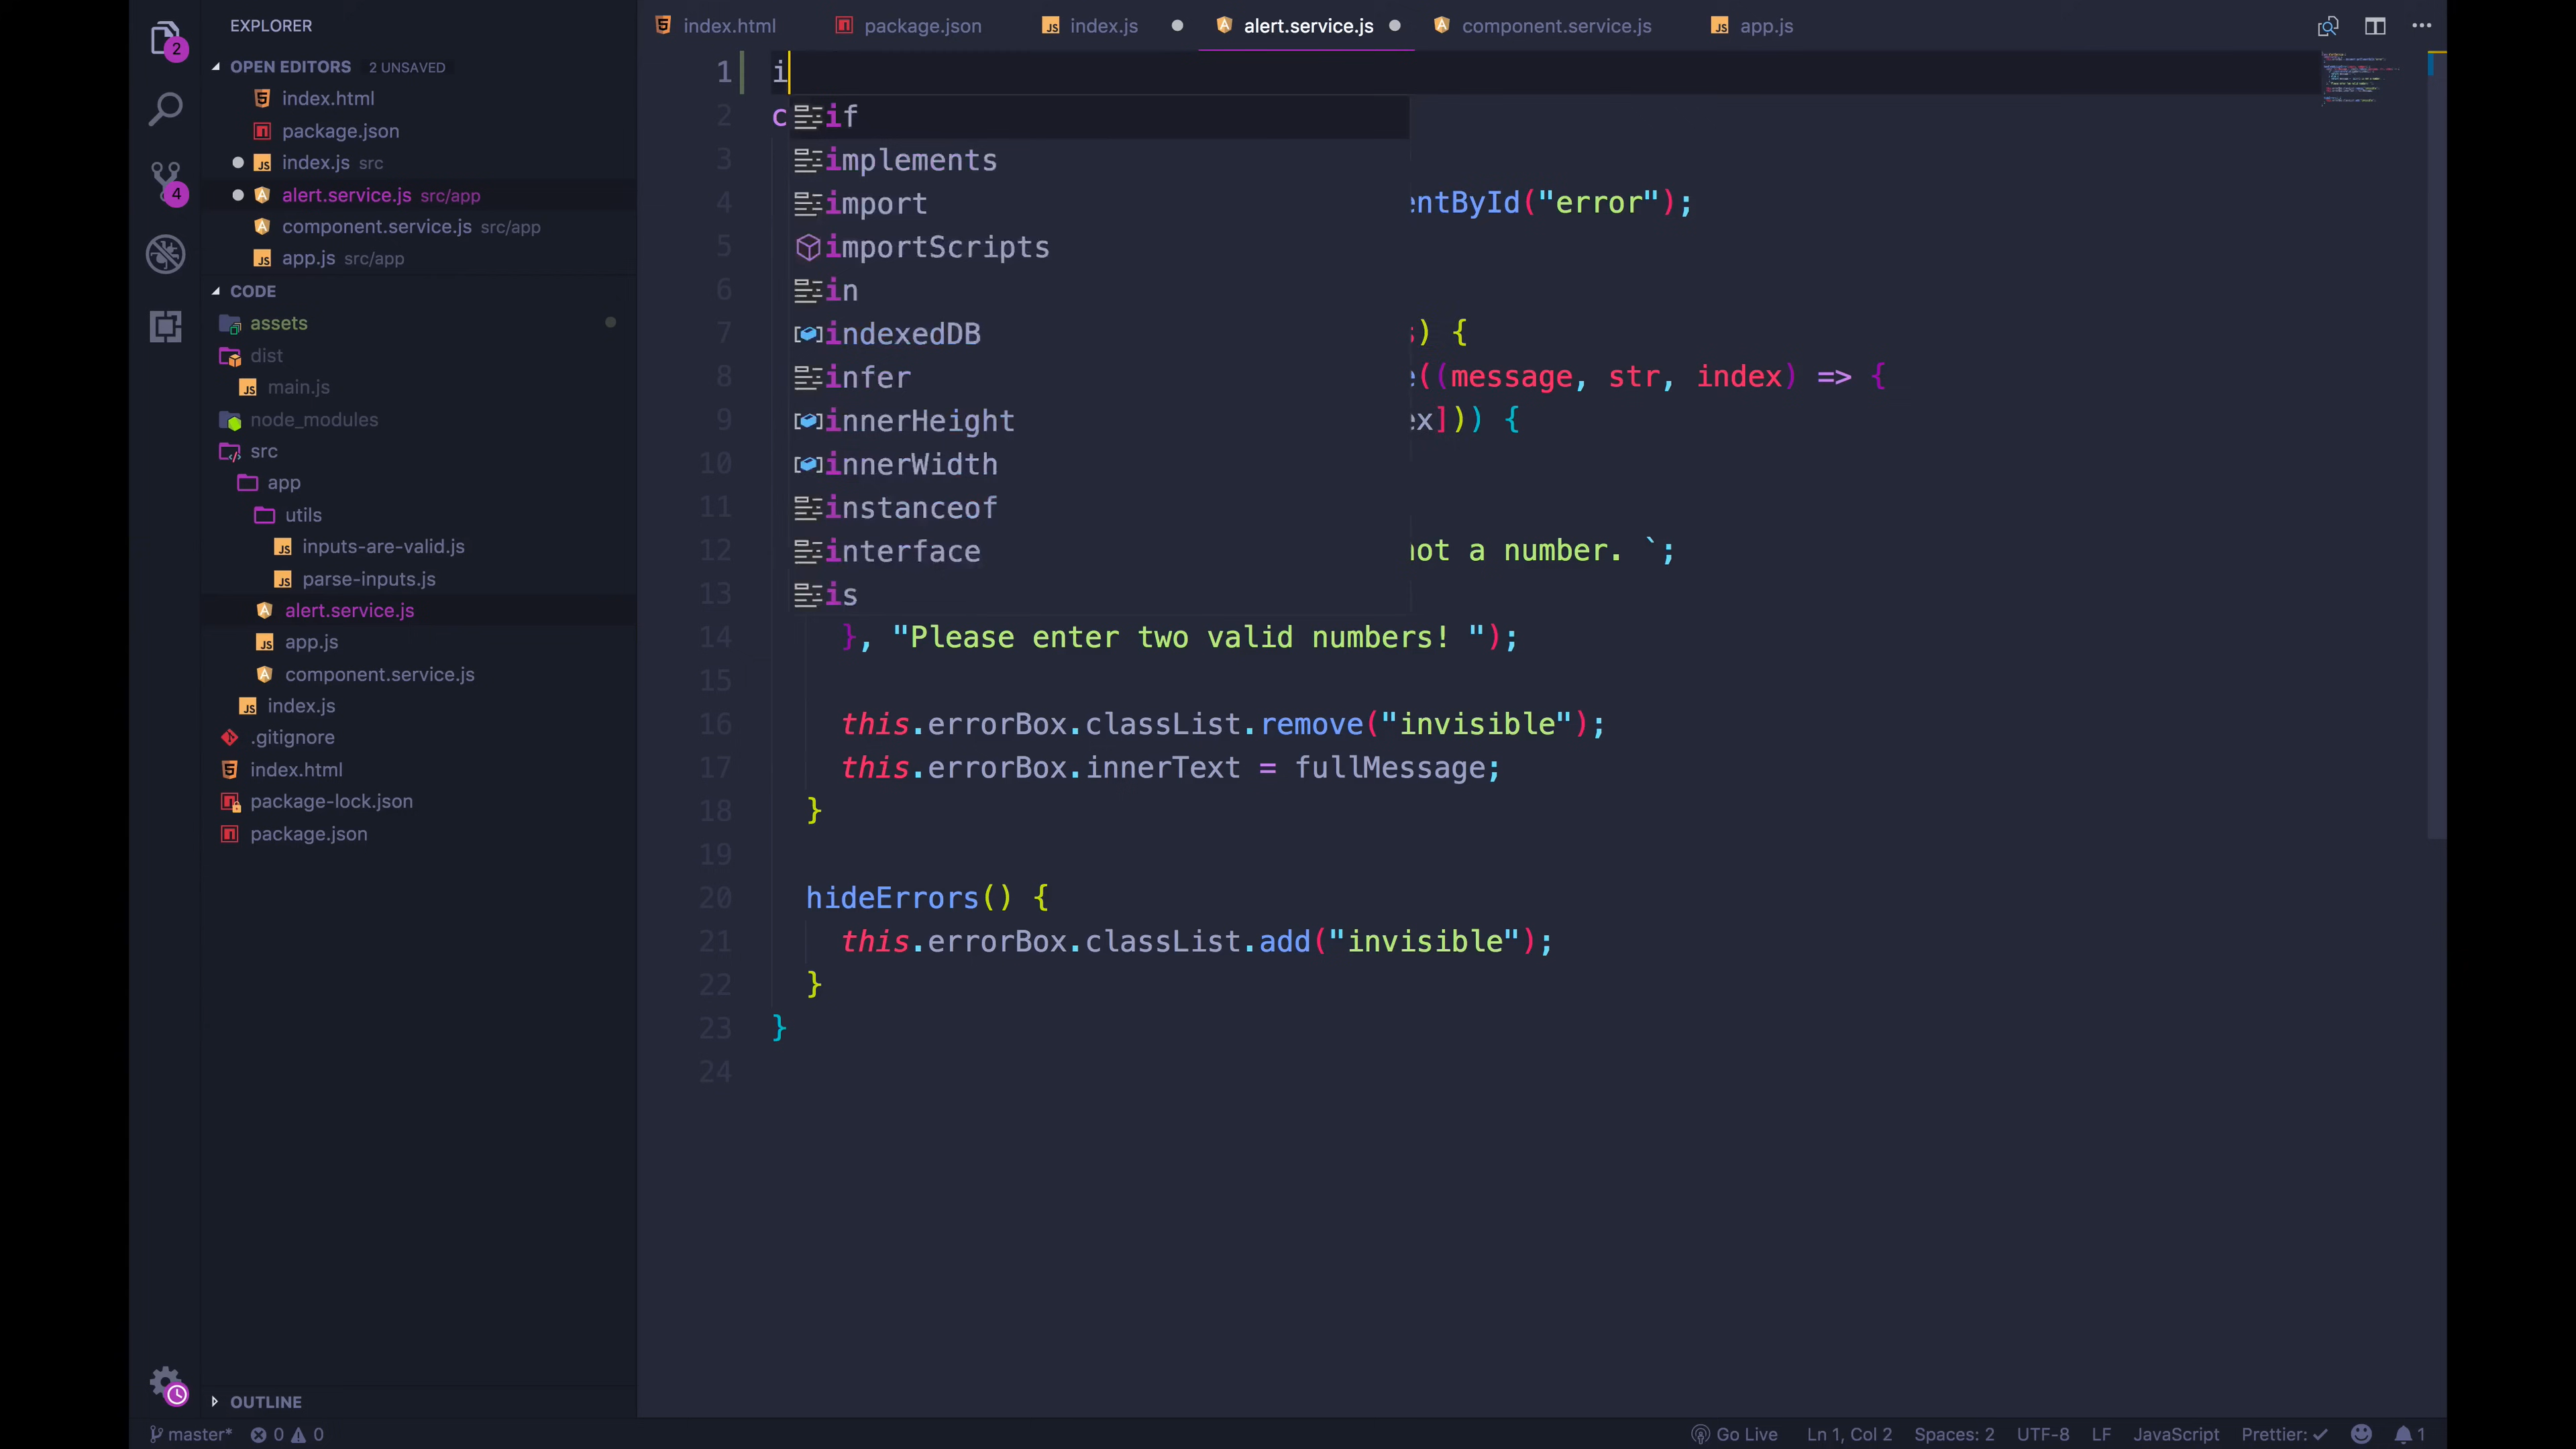 EXPLORER
OPEN EDITORS 2 UNSAVED
index.html
package.json
index.js src
alert.service.js src/app
component.service.js src/app
app.js src/app
CODE
assets
dist
main.js
node_modules
src
app
utils
inputs-are-valid.js
parse-inputs.js
alert.service.js
app.js
component.service.js
index.js
.gitignore
index.html
package-lock.json
package.json
OUTLINE
2
4
index.html package.json index.js alert.service.js component.service.js app.js
1 i
2 c
3
4 entById("error");
5
6
7 ) {
8 ((message, str, index) => {
9 ex])) {
10
11
12 not a number. `;
13
14 }, "Please enter two valid numbers! ");
15
16 this.errorBox.classList.remove("invisible");
17 this.errorBox.innerText = fullMessage;
18 }
19
20 hideErrors() {
21 this.errorBox.classList.add("invisible");
22 }
23 }
24
if
implements
import
importScripts
in
indexedDB
infer
innerHeight
innerWidth
instanceof
interface
is
master* 0 0 Go Live Ln 1, Col 2 Spaces: 2 UTF-8 LF JavaScript Prettier: ✓ 1